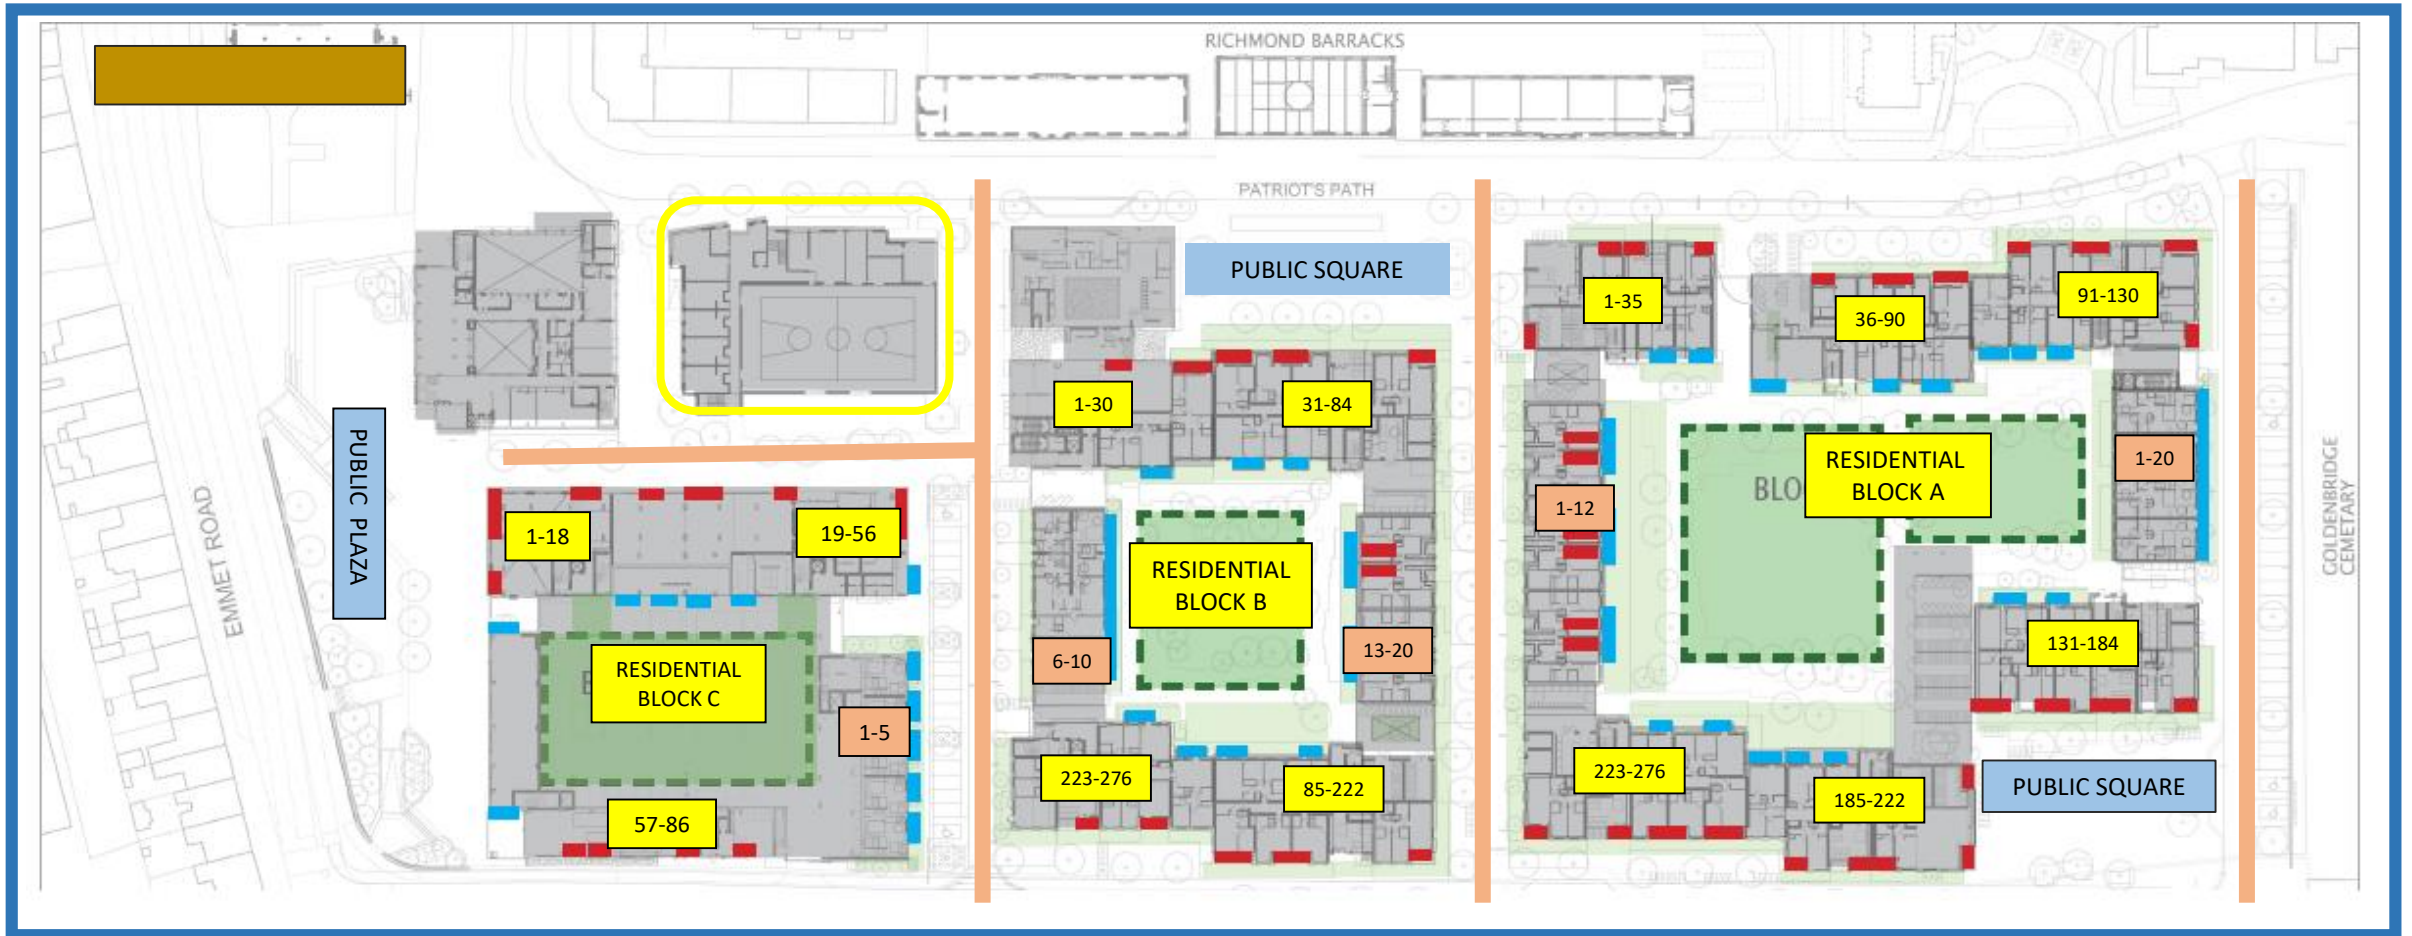 RICHMOND BARRACKS
PATRIOT'S PATH
PUBLIC SQUARE
1-35
36-90
91-130
1-30
31-84
PUBLIC PLAZA
EMMET ROAD
1-18
19-56
RESIDENTIAL
BLOCK B
BLO
RESIDENTIAL
BLOCK A
1-12
1-20
GOLDENBRIDGE
CEMETARY
RESIDENTIAL
BLOCK C
6-10
13-20
131-184
1-5
57-86
223-276
85-222
223-276
185-222
PUBLIC SQUARE